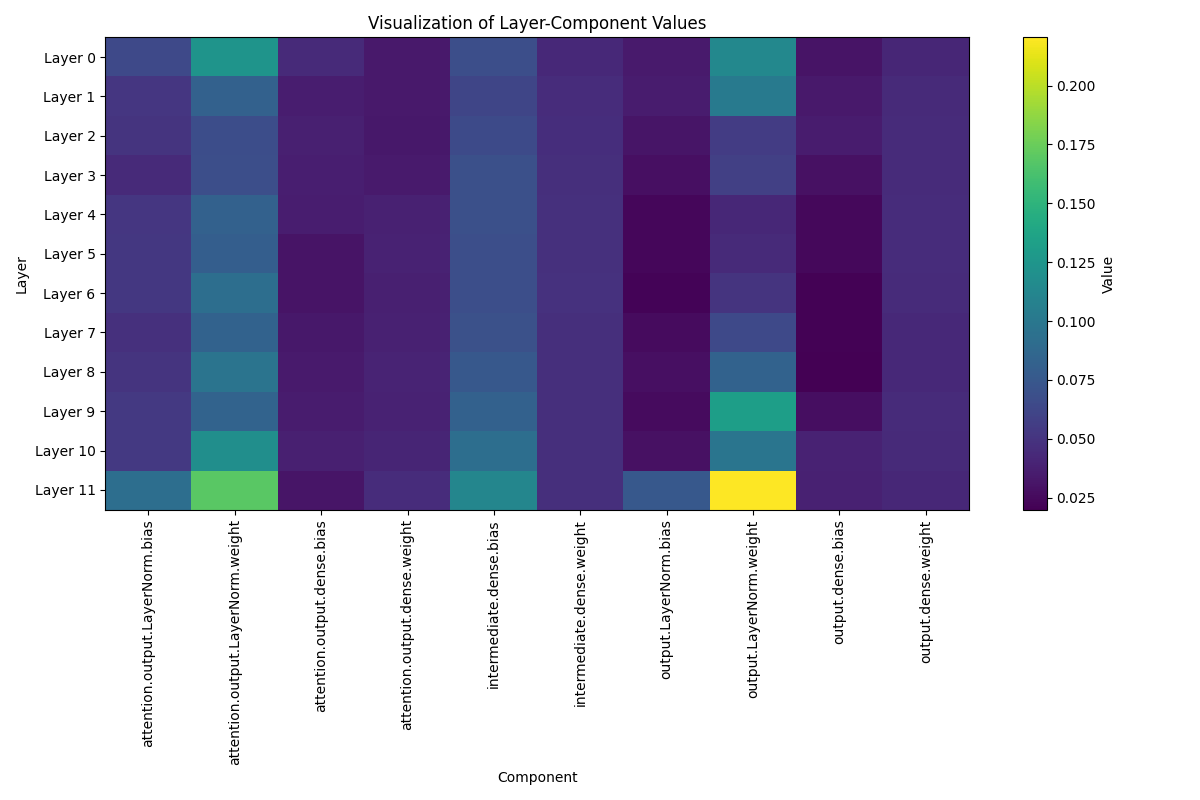 Visualization of Layer-Component Values
Layer
Layer 0
Layer 1
Layer 2
Layer 3
Layer 4
Layer 5
Layer 6
Layer 7
Layer 8
Layer 9
Layer 10
Layer 11
attention.output.LayerNorm.bias
attention.output.LayerNorm.weight
attention.output.dense.bias
attention.output.dense.weight
intermediate.dense.bias
intermediate.dense.weight
output.LayerNorm.bias
output.LayerNorm.weight
output.dense.bias
output.dense.weight
Component
0.200
0.175
0.150
0.125
0.100
0.075
0.050
0.025
Value